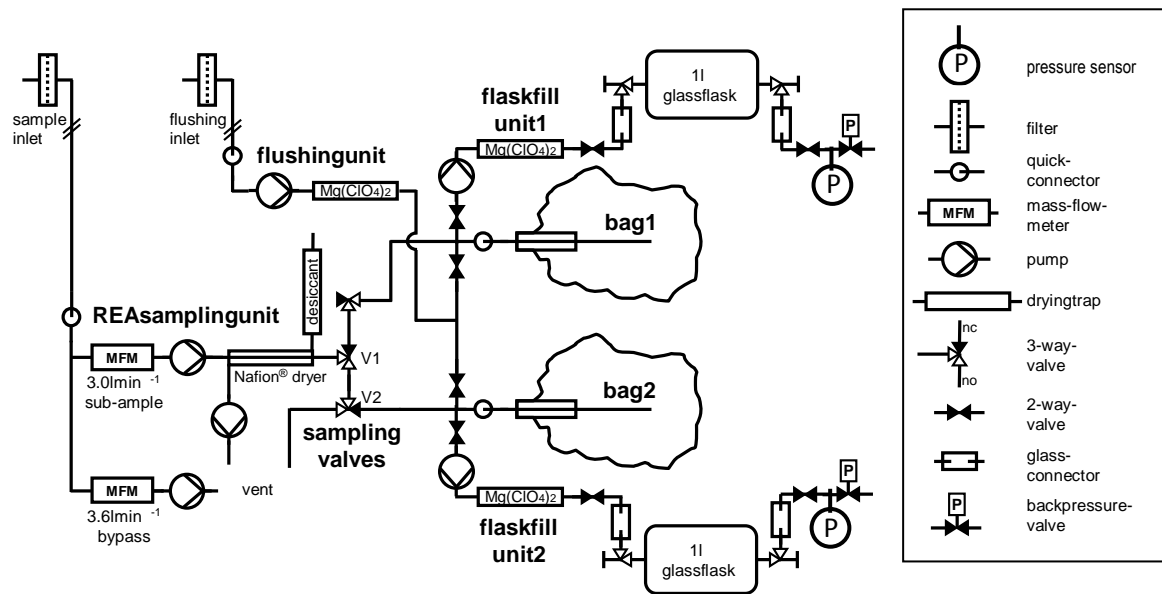 sample
inlet
flushing
inlet
flushingunit
Mg(ClO4)2
flaskfill
unit1
Mg(ClO4)2
1l
glassflask
P
P
bag1
desiccant
REAsamplingunit
MFM
3.0lmin -1
sub-ample
Nafion® dryer
V1
V2
sampling
valves
bag2
MFM
3.6lmin -1
bypass
vent
Mg(ClO4)2
flaskfill
unit2
1l
glassflask
P
P
P
pressure sensor
filter
quick-
connector
MFM
mass-flow-
meter
pump
dryingtrap
nc
no
3-way-
valve
2-way-
valve
glass-
connector
P
backpressure-
valve